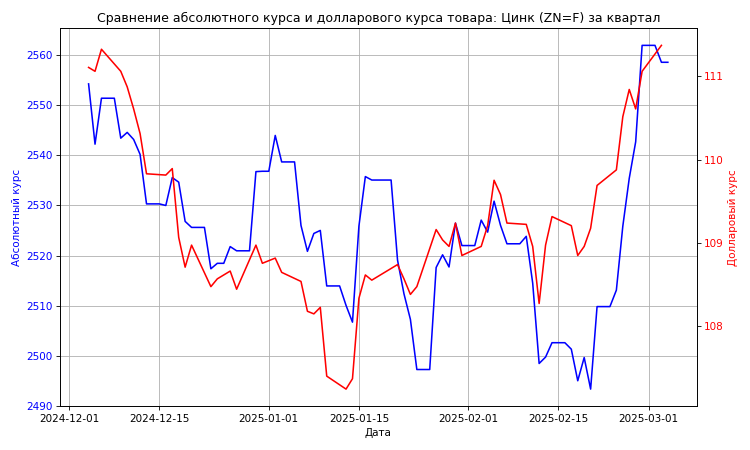 Сравнение абсолютного курса и долларового курса товара: Цинк (ZN=F) за квартал
2560
2550
2540
2530
2520
2510
2500
2490
Абсолютный курс
111
110
109
108
Долларовый курс
2024-12-01 2024-12-15 2025-01-01 2025-01-15 2025-02-01 2025-02-15 2025-03-01
Дата